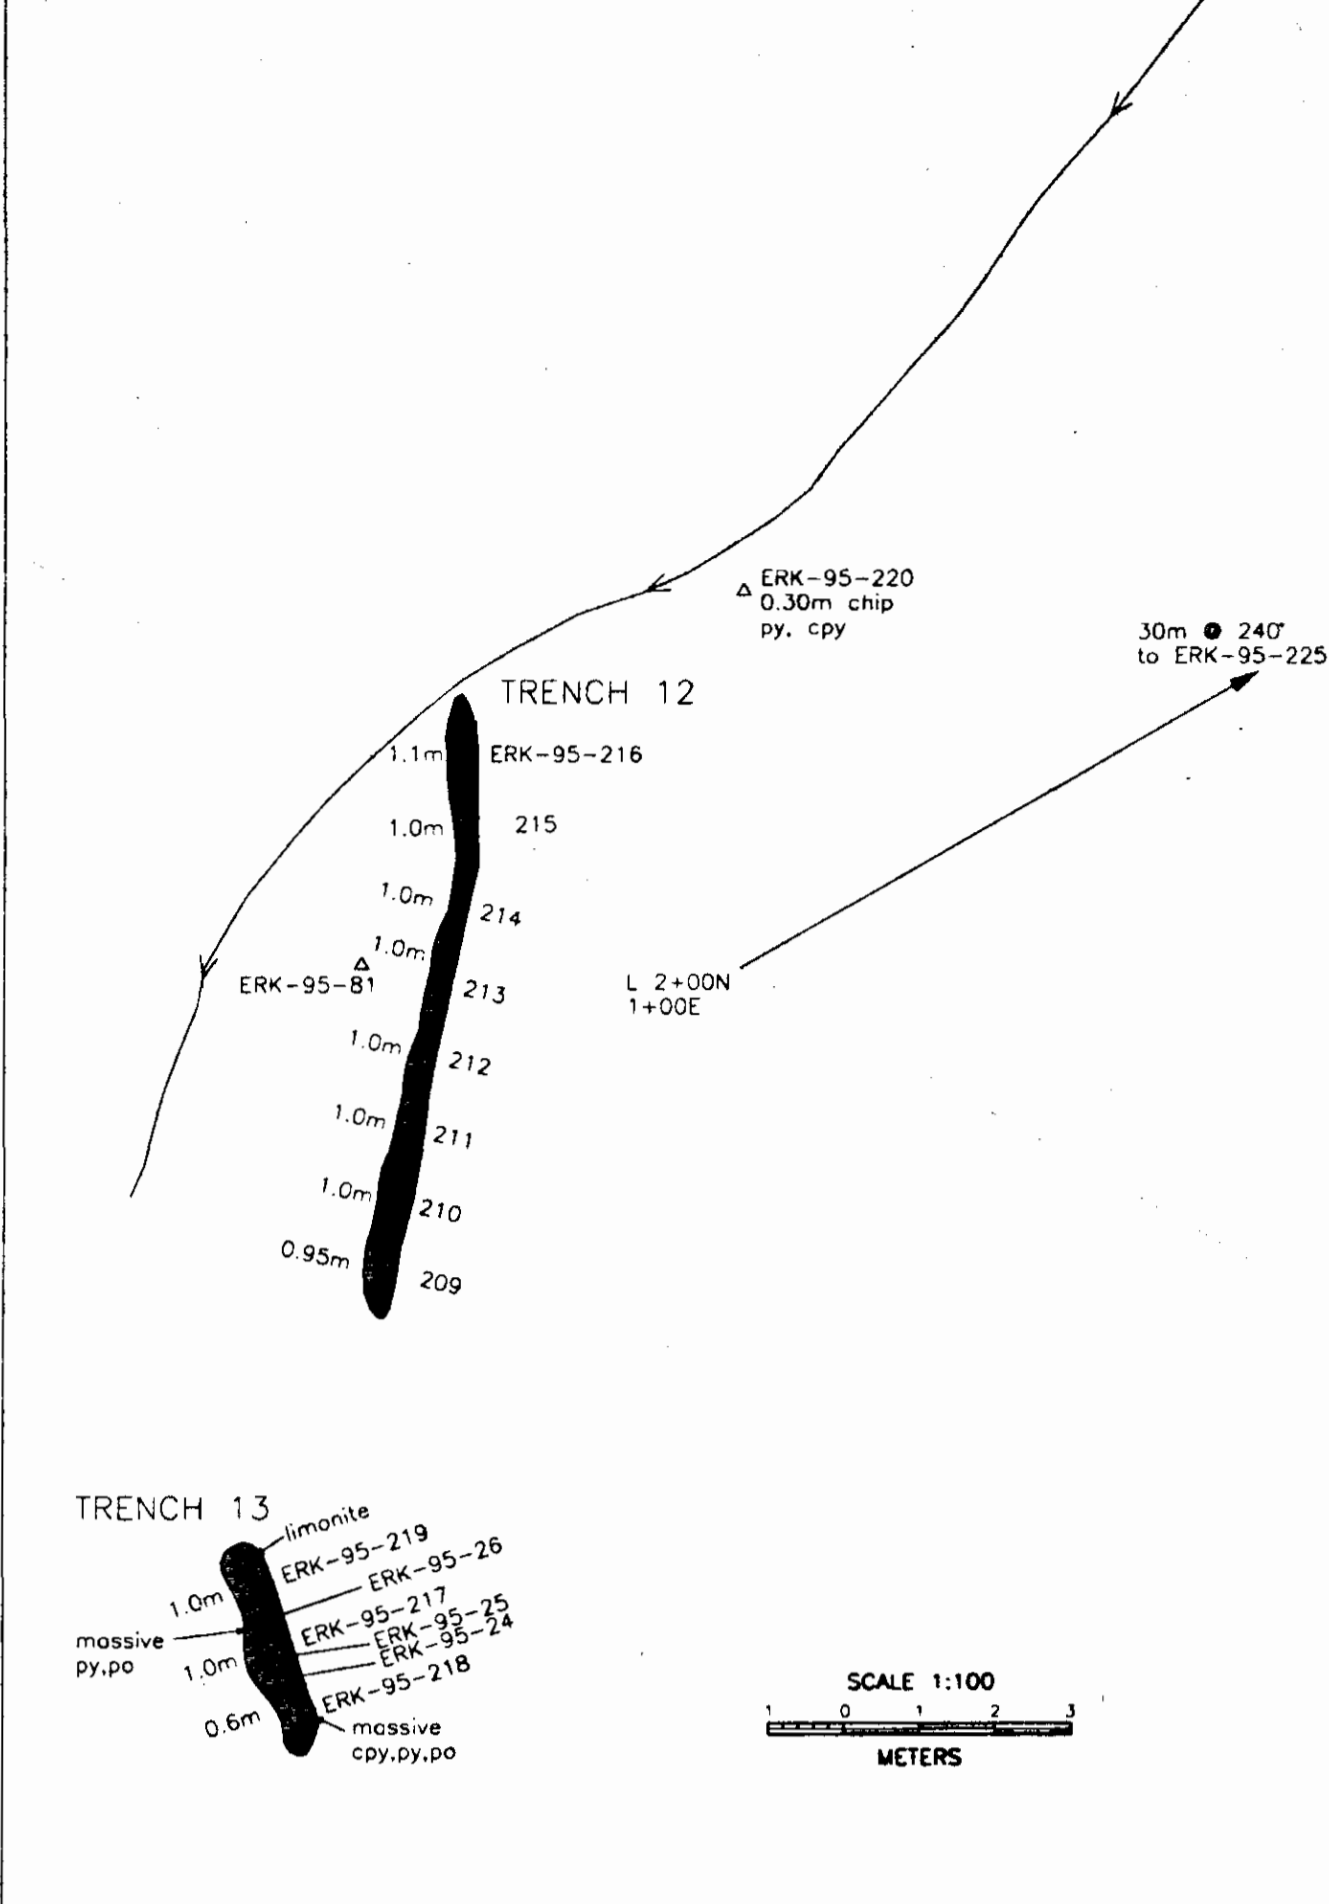 ERK-95-220
0.30m chip
py, cpy
30m @ 240°
to ERK-95-225
TRENCH 12
1.1m ERK-95-216
1.0m 215
1.0m 214
1.0m 213
ERK-95-81
L 2+00N
1+00E
1.0m 212
1.0m 211
1.0m 210
0.95m 209
TRENCH 13
limonite
ERK-95-219
ERK-95-26
1.0m
ERK-95-217
ERK-95-25
ERK-95-24
massive
py,po
1.0m
ERK-95-218
0.6m
massive
cpy,py,po
SCALE 1:100
1 0 1 2 3
METERS